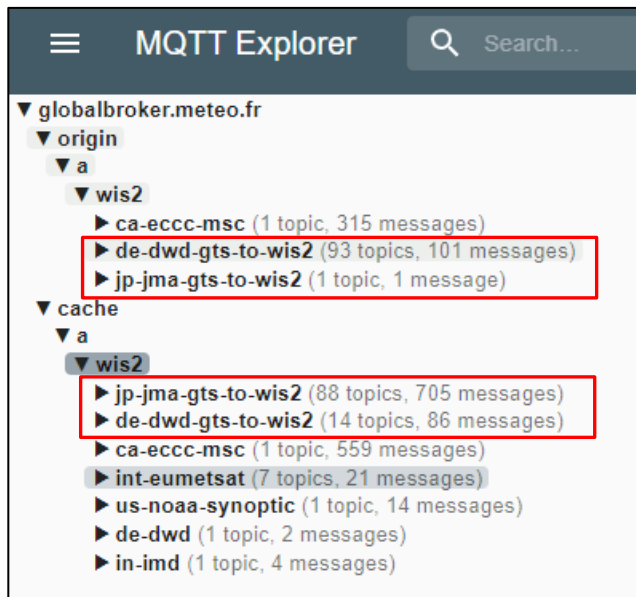 MQTT Explorer Search...
globalbroker.meteo.fr
origin
a
wis2
ca-eccc-msc (1 topic, 315 messages)
de-dwd-gts-to-wis2 (93 topics, 101 messages)
jp-jma-gts-to-wis2 (1 topic, 1 message)
cache
a
wis2
jp-jma-gts-to-wis2 (88 topics, 705 messages)
de-dwd-gts-to-wis2 (14 topics, 86 messages)
ca-eccc-msc (1 topic, 559 messages)
int-eumetsat (7 topics, 21 messages)
us-noaa-synoptic (1 topic, 14 messages)
de-dwd (1 topic, 2 messages)
in-imd (1 topic, 4 messages)